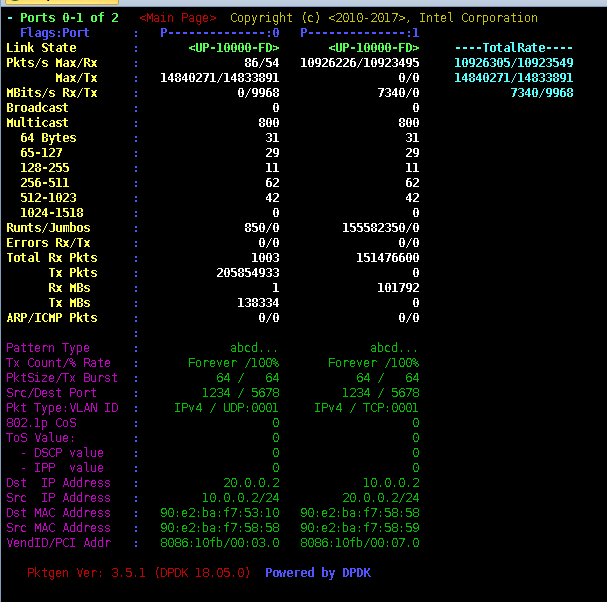 - Ports 0-1 of 2   <Main Page>  Copyright (c) <2010-2017>, Intel Corporation
  Flags:Port      :   P--------------:0   P--------------:1
Link State        :       <UP-10000-FD>       <UP-10000-FD>     ----TotalRate----
Pkts/s Max/Rx     :               86/54   10926226/10923495     10926305/10923549
       Max/Tx     :   14840271/14833891                 0/0     14840271/14833891
MBits/s Rx/Tx     :              0/9968              7340/0             7340/9968
Broadcast         :                   0                   0
Multicast         :                 800                 800
  64 Bytes        :                  31                  31
  65-127          :                  29                  29
  128-255         :                  11                  11
  256-511         :                  62                  62
  512-1023        :                  42                  42
  1024-1518       :                   0                   0
Runts/Jumbos      :               850/0         155582350/0
Errors Rx/Tx      :                 0/0                 0/0
Total Rx Pkts     :                1003           151476600
      Tx Pkts     :           205854933                   0
      Rx MBs      :                   1              101792
      Tx MBs      :              138334                   0
ARP/ICMP Pkts     :                 0/0                 0/0
                  :
Pattern Type      :             abcd...             abcd...
Tx Count/% Rate   :       Forever /100%       Forever /100%
PktSize/Tx Burst  :           64 /   64           64 /   64
Src/Dest Port     :         1234 / 5678         1234 / 5678
Pkt Type:VLAN ID  :     IPv4 / UDP:0001     IPv4 / TCP:0001
802.1p CoS        :                   0                   0
ToS Value:        :                   0                   0
  - DSCP value    :                   0                   0
  - IPP  value    :                   0                   0
Dst  IP Address   :            20.0.0.2            10.0.0.2
Src  IP Address   :         10.0.0.2/24         20.0.0.2/24
Dst MAC Address   :   90:e2:ba:f7:53:10   90:e2:ba:f7:58:58
Src MAC Address   :   90:e2:ba:f7:58:58   90:e2:ba:f7:58:59
VendID/PCI Addr   :   8086:10fb/00:03.0   8086:10fb/00:07.0
Pktgen Ver: 3.5.1 (DPDK 18.05.0)  Powered by DPDK